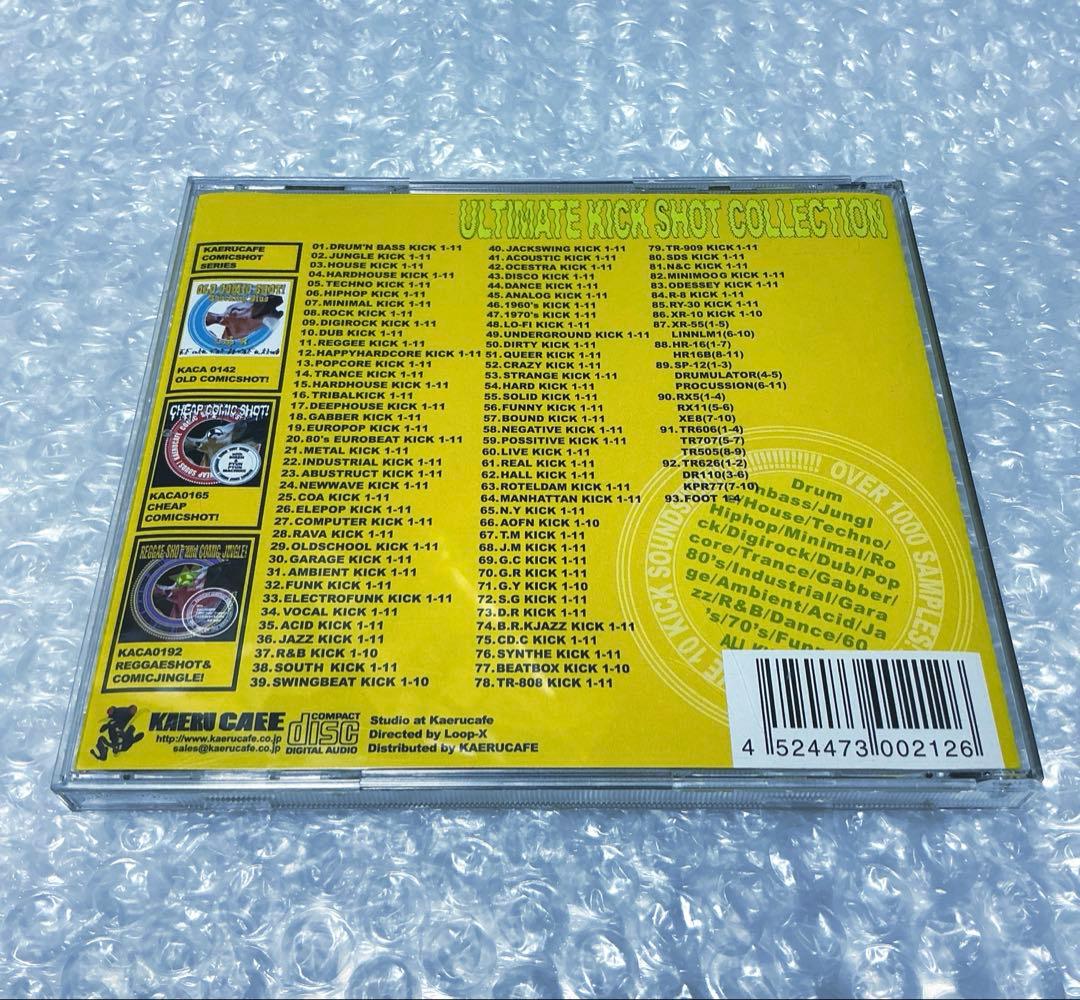 ULTIMATE KICK SHOT COLLECTION
KAERUCAFE
COMICSHOT
SERIES
OLD COMIC SHOT!
KACA 0142
OLD COMICSHOT!
CHEAP COMIC SHOT!
KACA0165
CHEAP
COMICSHOT!
REGGAE SHOT and COMIC JINGLE!
KACA0192
REGGAESHOT&
COMICJINGLE!
01.DRUM'N BASS KICK 1-11
02.JUNGLE KICK 1-11
03.HOUSE KICK 1-11
04.HARDHOUSE KICK 1-11
05.TECHNO KICK 1-11
06.HIPHOP KICK 1-11
07.MINIMAL KICK 1-11
08.ROCK KICK 1-11
09.DIGIROCK KICK 1-11
10.DUB KICK 1-11
11.REGGEE KICK 1-11
12.HAPPYHARDCORE KICK 1-11
13.POPCORE KICK 1-11
14.TRANCE KICK 1-11
15.HARDHOUSE KICK 1-11
16.TRIBALKICK 1-11
17.DEEPHOUSE KICK 1-11
18.GABBER KICK 1-11
19.EUROPOP KICK 1-11
20.80's EUROBEAT KICK 1-11
21.METAL KICK 1-11
22.INDUSTRIAL KICK 1-11
23.ABUSTRUCT KICK 1-11
24.NEWWAVE KICK 1-11
25.COA KICK 1-11
26.ELEPOP KICK 1-11
27.COMPUTER KICK 1-11
28.RAVA KICK 1-11
29.OLDSCHOOL KICK 1-11
30.GARAGE KICK 1-11
31.AMBIENT KICK 1-11
32.FUNK KICK 1-11
33.ELECTROFUNK KICK 1-11
34.VOCAL KICK 1-11
35.ACID KICK 1-11
36.JAZZ KICK 1-11
37.R&B KICK 1-10
38.SOUTH KICK 1-11
39.SWINGBEAT KICK 1-10
40.JACKSWING KICK 1-11
41.ACOUSTIC KICK 1-11
42.OCESTRA KICK 1-11
43.DISCO KICK 1-11
44.DANCE KICK 1-11
45.ANALOG KICK 1-11
46.1960's KICK 1-11
47.1970's KICK 1-11
48.LO-FI KICK 1-11
49.UNDERGROUND KICK 1-11
50.DIRTY KICK 1-11
51.QUEER KICK 1-11
52.CRAZY KICK 1-11
53.STRANGE KICK 1-11
54.HARD KICK 1-11
55.SOLID KICK 1-11
56.FUNNY KICK 1-11
57.BOUND KICK 1-11
58.NEGATIVE KICK 1-11
59.POSSITIVE KICK 1-11
60.LIVE KICK 1-11
61.REAL KICK 1-11
62.HALL KICK 1-11
63.ROTELDAM KICK 1-11
64.MANHATTAN KICK 1-11
65.N.Y KICK 1-11
66.AOFN KICK 1-10
67.T.M KICK 1-11
68.J.M KICK 1-11
69.G.C KICK 1-11
70.G.R KICK 1-11
71.G.Y KICK 1-10
72.S.G KICK 1-11
73.D.R KICK 1-11
74.B.R.KJAZZ KICK 1-11
75.CD.C KICK 1-11
76.SYNTHE KICK 1-11
77.BEATBOX KICK 1-10
78.TR-808 KICK 1-11
79.TR-909 KICK 1-11
80.SDS KICK 1-11
81.N&C KICK 1-11
82.MINIMOOG KICK 1-11
83.ODESSEY KICK 1-11
84.R-8 KICK 1-11
85.RY-30 KICK 1-11
86.XR-10 KICK 1-10
87.XR-55(1-5)
LINNLM1(6-10)
88.HR-16(1-7)
HR16B(8-11)
89.SP-12(1-3)
DRUMULATOR(4-5)
PROCUSSION(6-11)
90.RX5(1-4)
RX11(5-6)
XE8(7-10)
91.TR606(1-4)
TR707(5-7)
TR505(8-9)
92.TR626(1-2)
DR110(3-6)
KPR77(7-10)
93.FOOT 1-4
10 KICK SOUNDS
OVER 1000 SAMPLES!
Drum
nbass/Jungl
e/House/Techno/
Hiphop/Minimal/Ro
ck/Digirock/Dub/Pop
core/Trance/Gabber/
80's/Industrial/Gara
ge/Ambient/Acid/Ja
zz/R&B/Dance/60
's/70's/Funn
KAERU CAFE
http://www.kaerucafe.co.jp
sales@kaerucafe.co.jp
COMPACT
disc
DIGITAL AUDIO
Studio at Kaerucafe
Directed by Loop-X
Distributed by KAERUCAFE
4 524473 002126